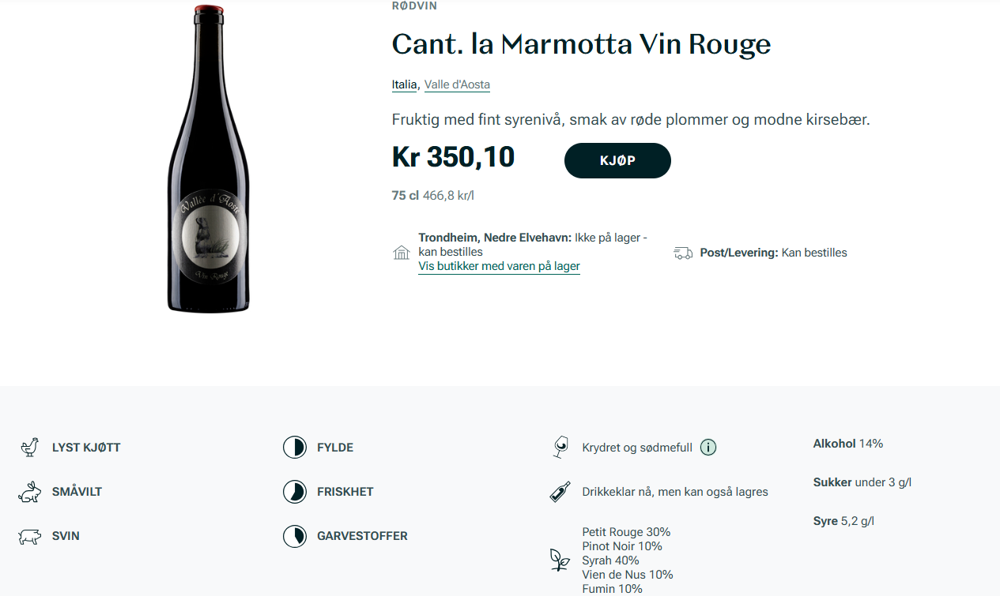 RØDVIN
Cant. la Marmotta Vin Rouge
Italia, Valle d'Aosta
Fruktig med fint syrenivå, smak av røde plommer og modne kirsebær.
Kr 350,10
KJØP
75 cl 466,8 kr/l
Trondheim, Nedre Elvehavn: Ikke på lager -
kan bestilles
Vis butikker med varen på lager
Post/Levering: Kan bestilles
Vallée d'Aoste
Vin Rouge
LYST KJØTT
SMÅVILT
SVIN
FYLDE
FRISKHET
GARVESTOFFER
Krydret og sødmefull
Drikkeklar nå, men kan også lagres
Petit Rouge 30%
Pinot Noir 10%
Syrah 40%
Vien de Nus 10%
Fumin 10%
Alkohol 14%
Sukker under 3 g/l
Syre 5,2 g/l